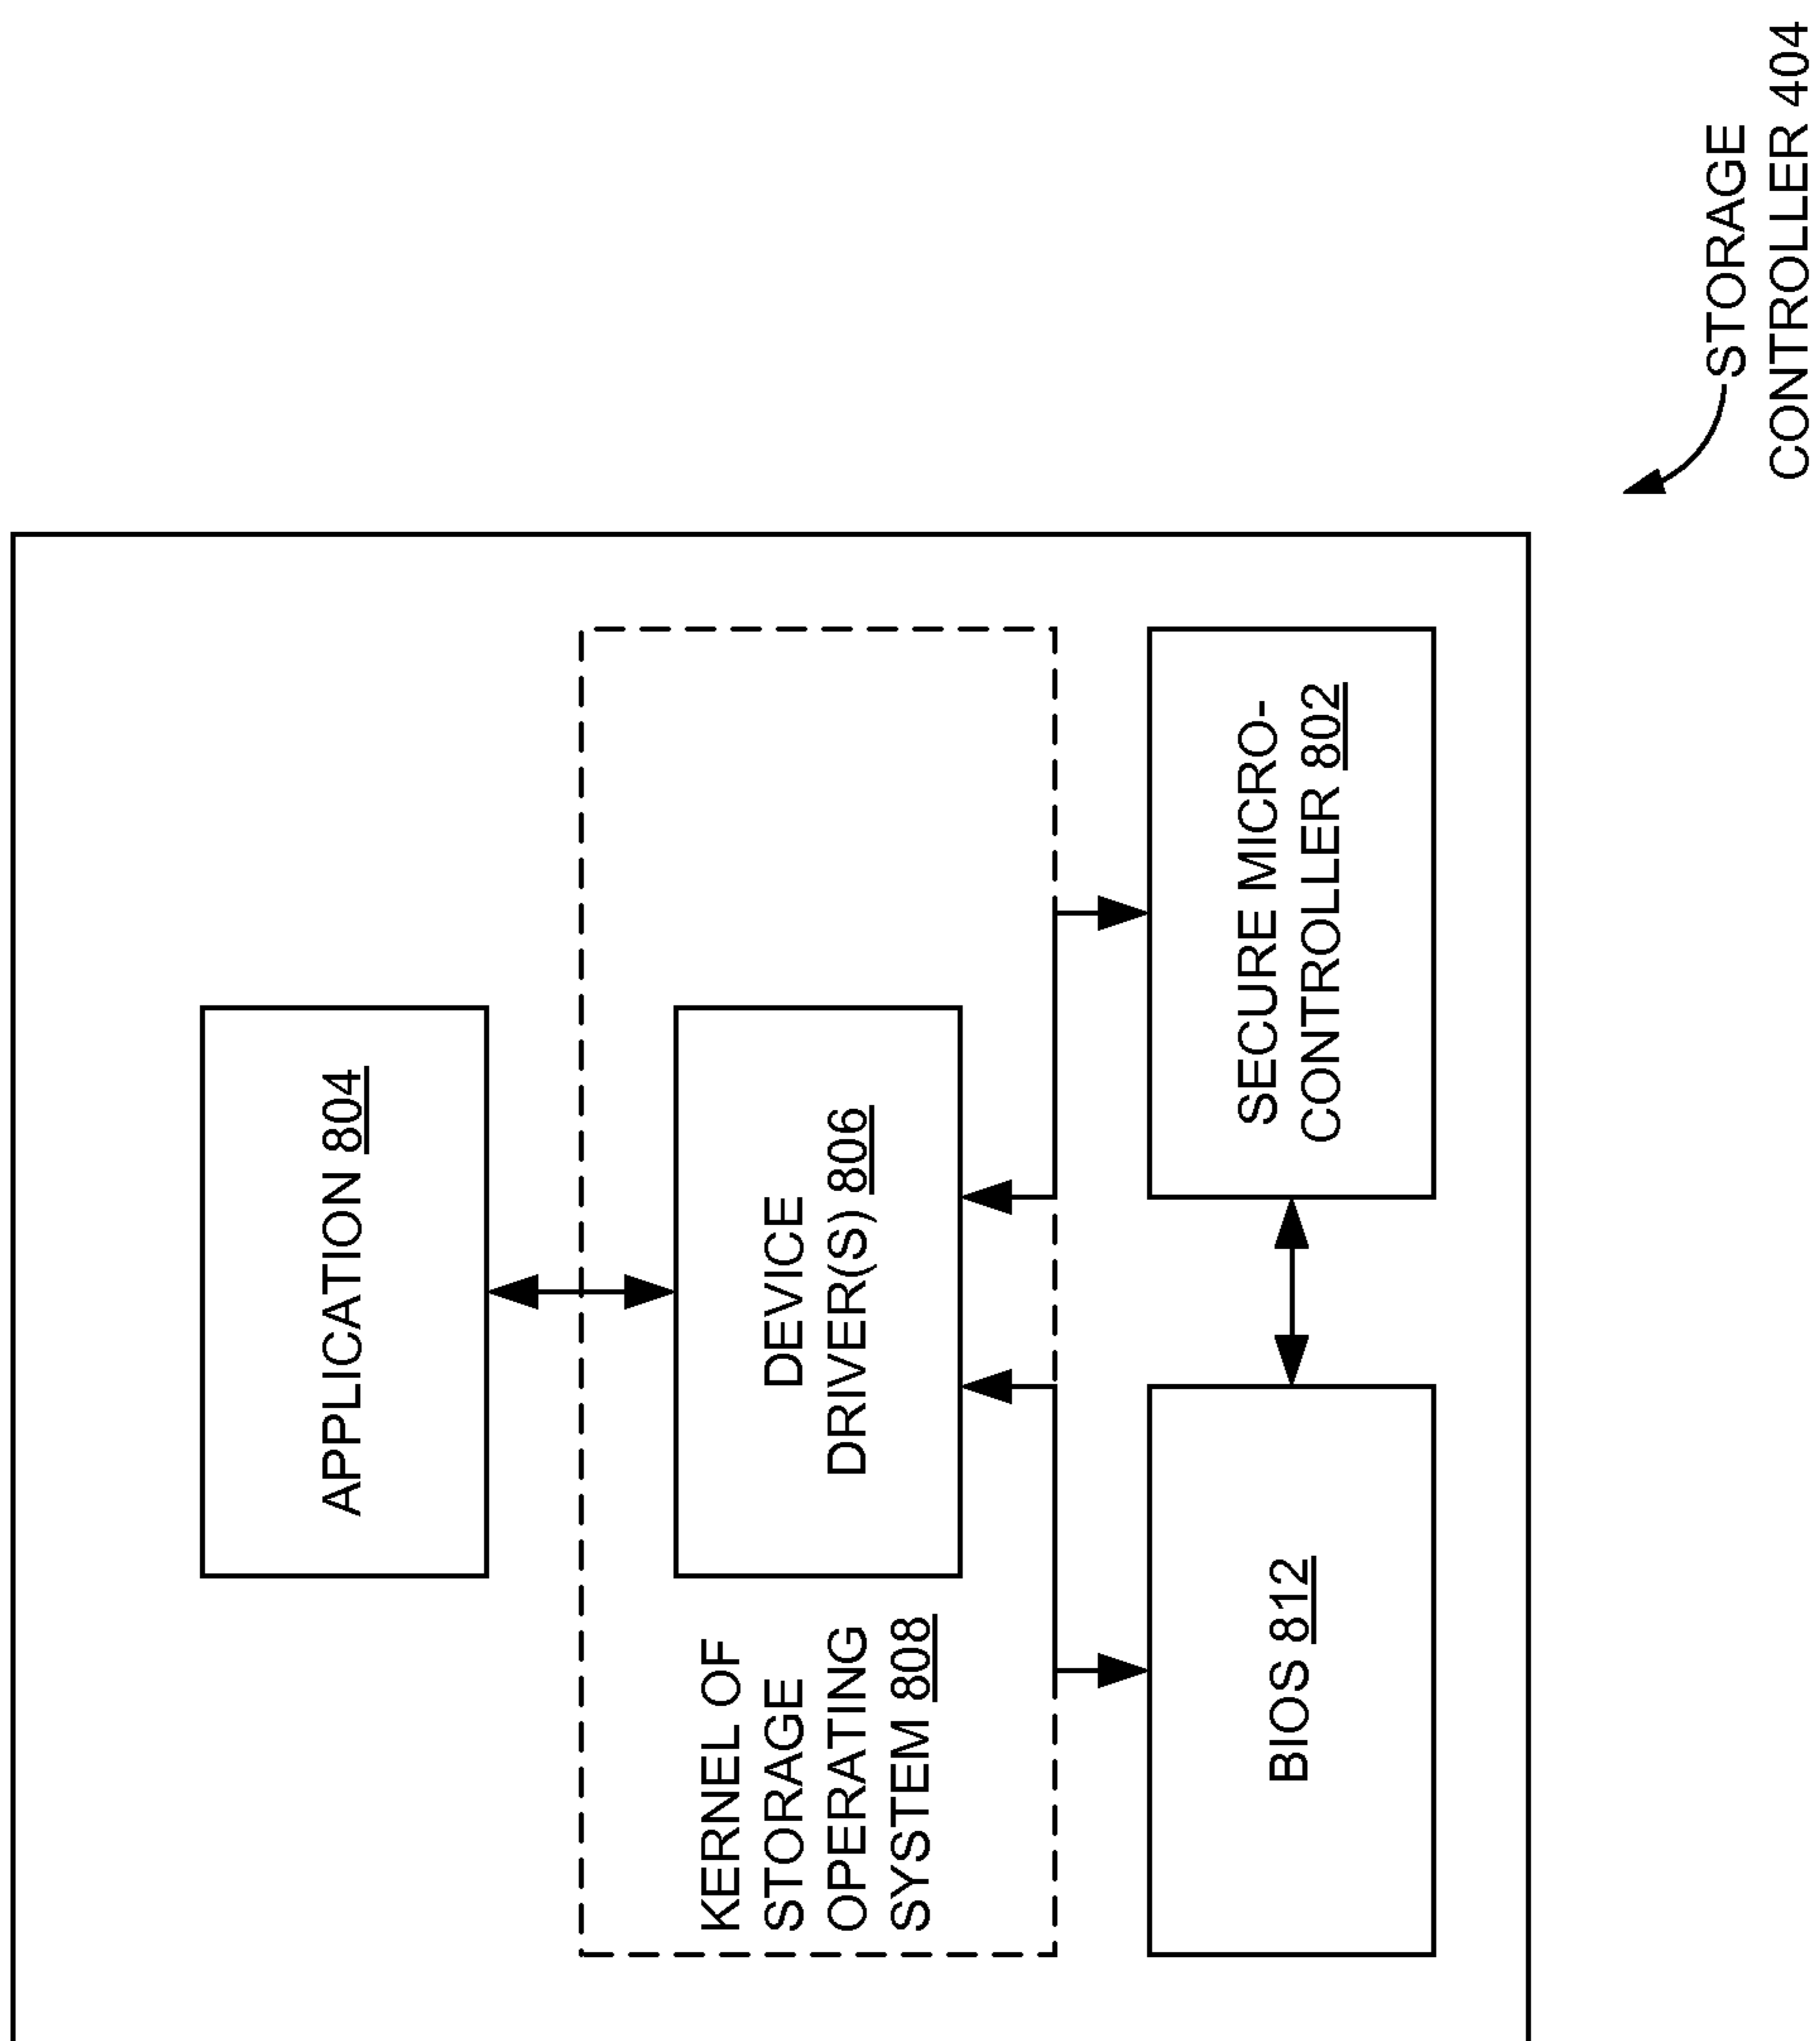 APPLICATION 804
KERNEL OF
STORAGE
OPERATING
SYSTEM 808
DEVICE
DRIVER(S) 806
BIOS 812
SECURE MICRO-
CONTROLLER 802
STORAGE
CONTROLLER 404